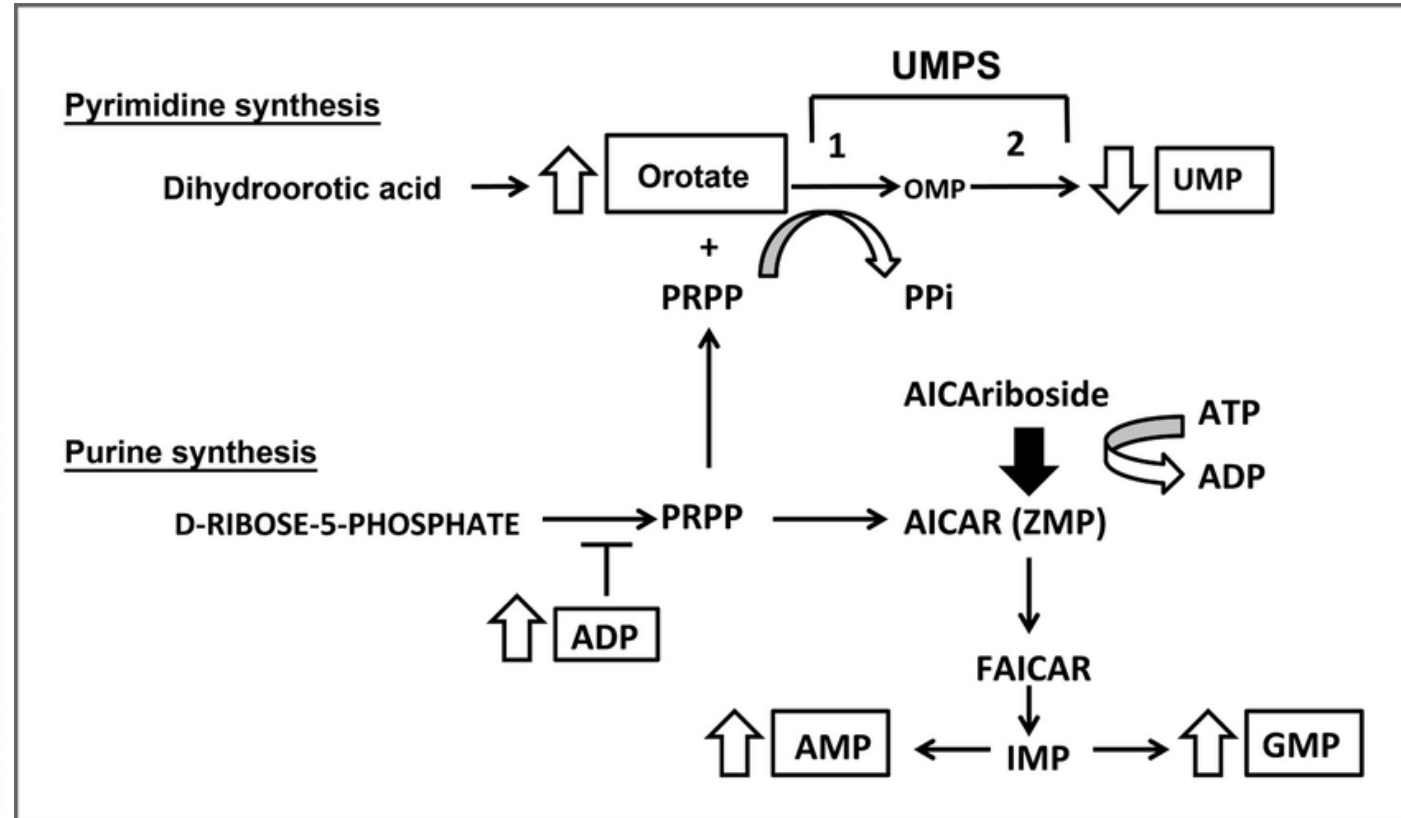 UMPS
Pyrimidine synthesis
1 2
Dihydroorotic acid Orotate OMP UMP
+
PRPP PPi
AICAriboside
ATP
Purine synthesis
ADP
D-RIBOSE-5-PHOSPHATE PRPP AICAR (ZMP)
ADP
FAICAR
AMP IMP GMP